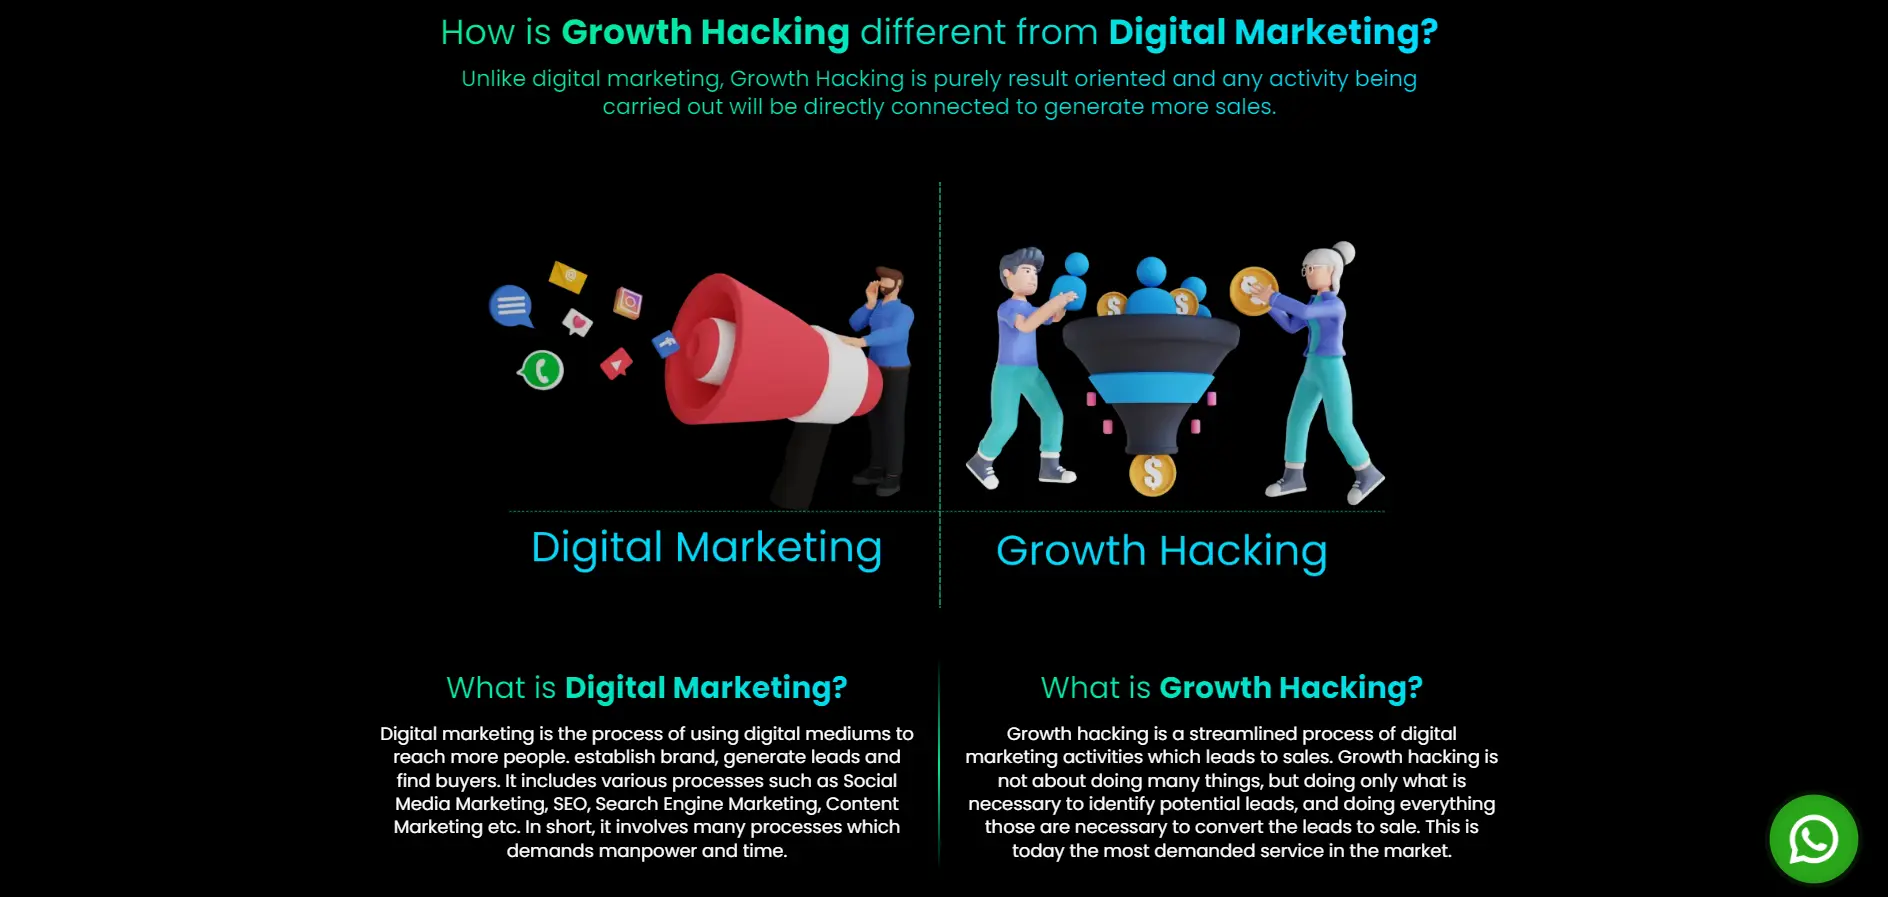 How is Growth Hacking different from Digital Marketing?
Unlike digital marketing, Growth Hacking is purely result oriented and any activity being
carried out will be directly connected to generate more sales.
Digital Marketing
Growth Hacking
What is Digital Marketing?
Digital marketing is the process of using digital mediums to
reach more people. establish brand, generate leads and
find buyers. It includes various processes such as Social
Media Marketing, SEO, Search Engine Marketing, Content
Marketing etc. In short, it involves many processes which
demands manpower and time.
What is Growth Hacking?
Growth hacking is a streamlined process of digital
marketing activities which leads to sales. Growth hacking is
not about doing many things, but doing only what is
necessary to identify potential leads, and doing everything
those are necessary to convert the leads to sale. This is
today the most demanded service in the market.